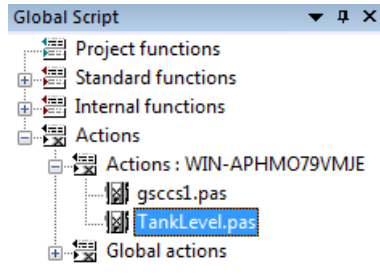 Global Script
Project functions
Standard functions
Internal functions
Actions
Actions : WIN-APHMO79VMJE
gsccs1.pas
TankLevel.pas
Global actions